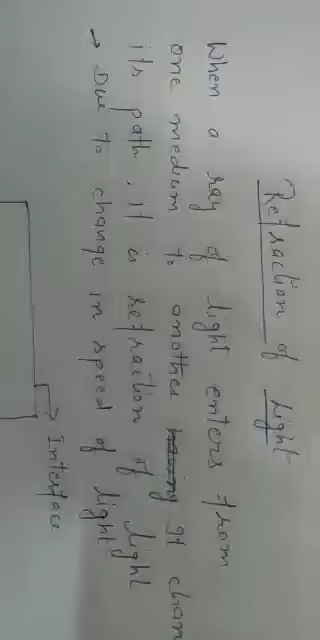 Refraction of Light
When a ray of light enters from
one medium to another having It chan
its path, it is refraction of light
→ Due to change in speed of light
Interface